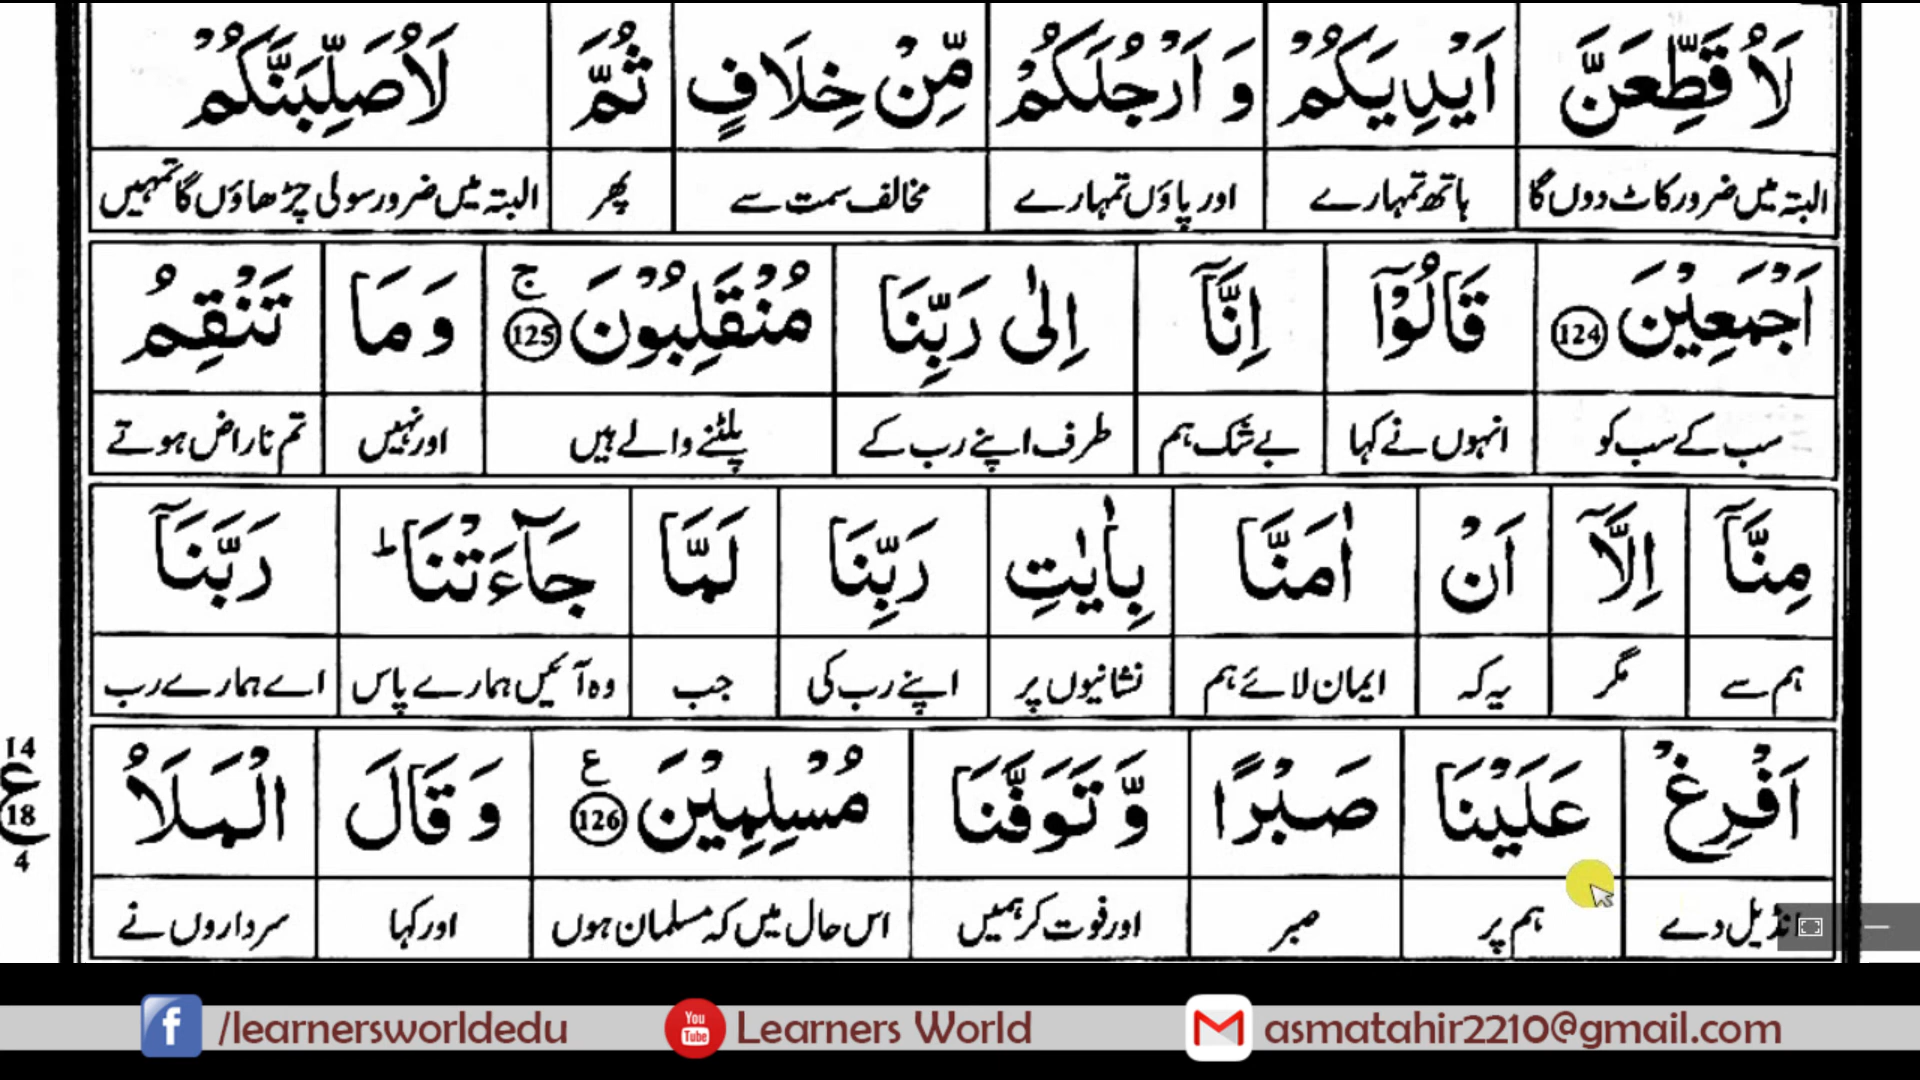 لَاُ قَطِّعَنَّ اَیْدِیَكُمْ وَ اَرْجُلَكُمْ مِّنْ خِلَافٍ ثُمَّ لَاُصَلِّبَنَّكُمْ
البتہ میں ضرور کاٹ دوں گا ہاتھ تمہارے اور پاؤں تمہارے مخالف سمت سے پھر البتہ میں ضرور سولی چڑھاؤں گا تمہیں
اَجْمَعِیْنَ 124 قَالُوْۤا اِنَّاۤ اِلٰی رَبِّنَا مُنْقَلِبُوْنَ ج 125 وَ مَا تَنْقِمُ
سب کے سب کو انہوں نے کہا بے شک ہم طرف اپنے رب کے پلٹنے والے ہیں اور نہیں تم ناراض ہوتے
مِنَّاۤ اِلَّاۤ اَنْ اٰمَنَّا بِاٰیٰتِ رَبِّنَا لَمَّا جَآءَتْنَا ؕ رَبَّنَاۤ
ہم سے مگر یہ کہ ایمان لائے ہم نشانیوں پر اپنے رب کی جب وہ آئیں ہمارے پاس اے ہمارے رب
اَفْرِغْ عَلَیْنَا صَبْرًا وَّ تَوَفَّنَا مُسْلِمِیْنَ ع 126 وَ قَالَ الْمَلَاُ
انڈیل دے ہم پر صبر اور فوت کر ہمیں اس حال میں کہ مسلمان ہوں اور کہا سرداروں نے
14
ع
18
4
/learnersworldedu You Tube Learners World asmatahir2210@gmail.com